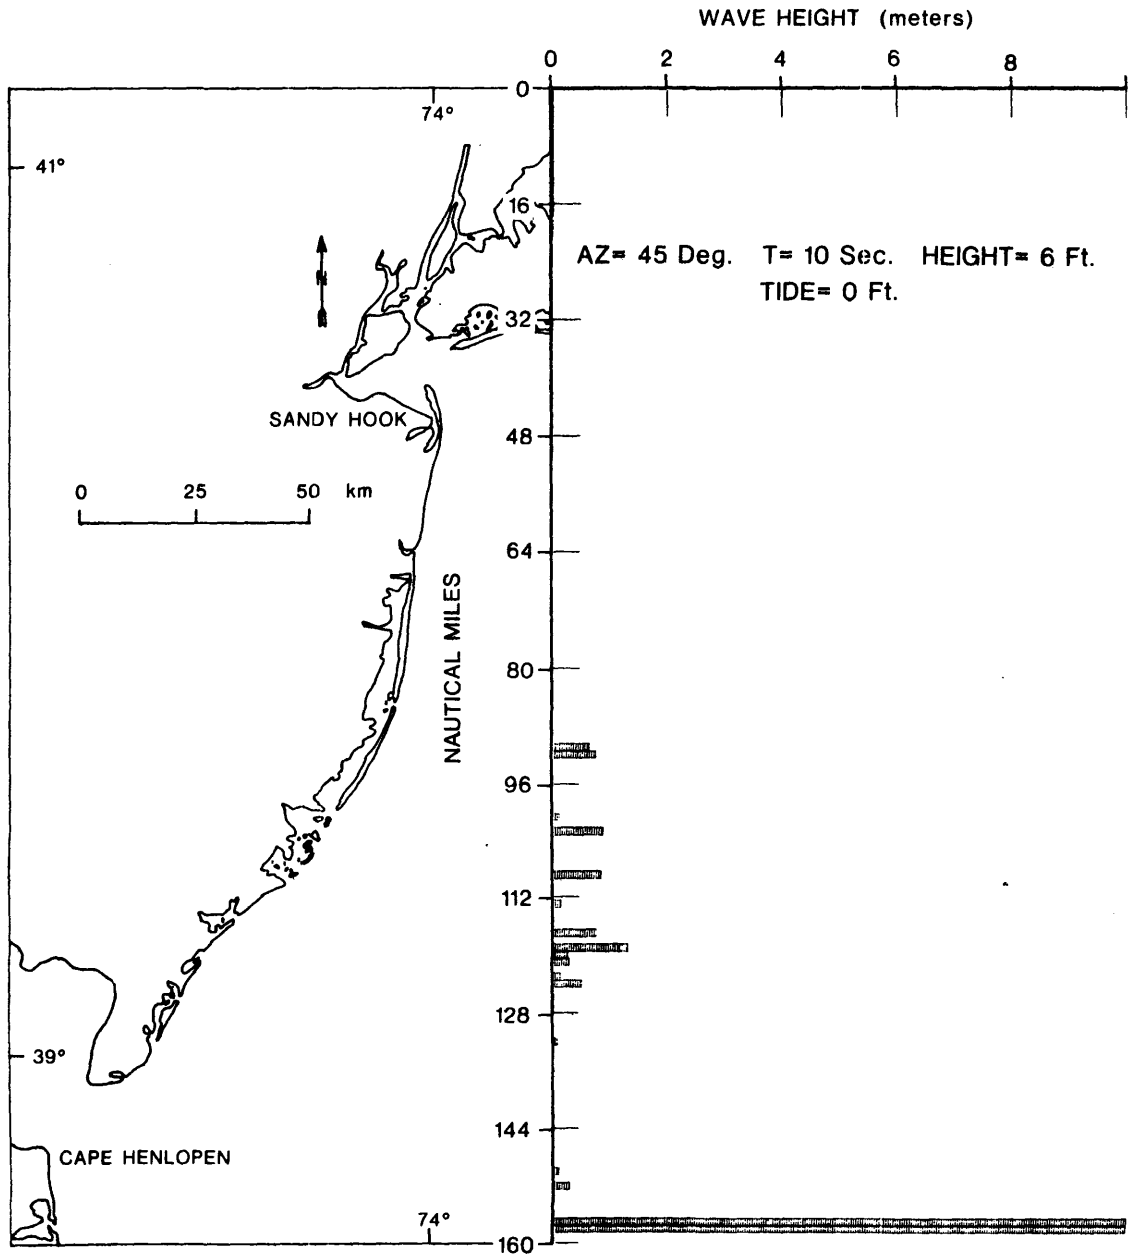 WAVE HEIGHT (meters)
0 2 4 6 8
0
74°
41°
16
AZ= 45 Deg. T= 10 Sec. HEIGHT= 6 Ft.
TIDE= 0 Ft.
N
32
SANDY HOOK
48
0 25 50 km
64
NAUTICAL MILES
80
96
112
128
39°
144
CAPE HENLOPEN
74°
160